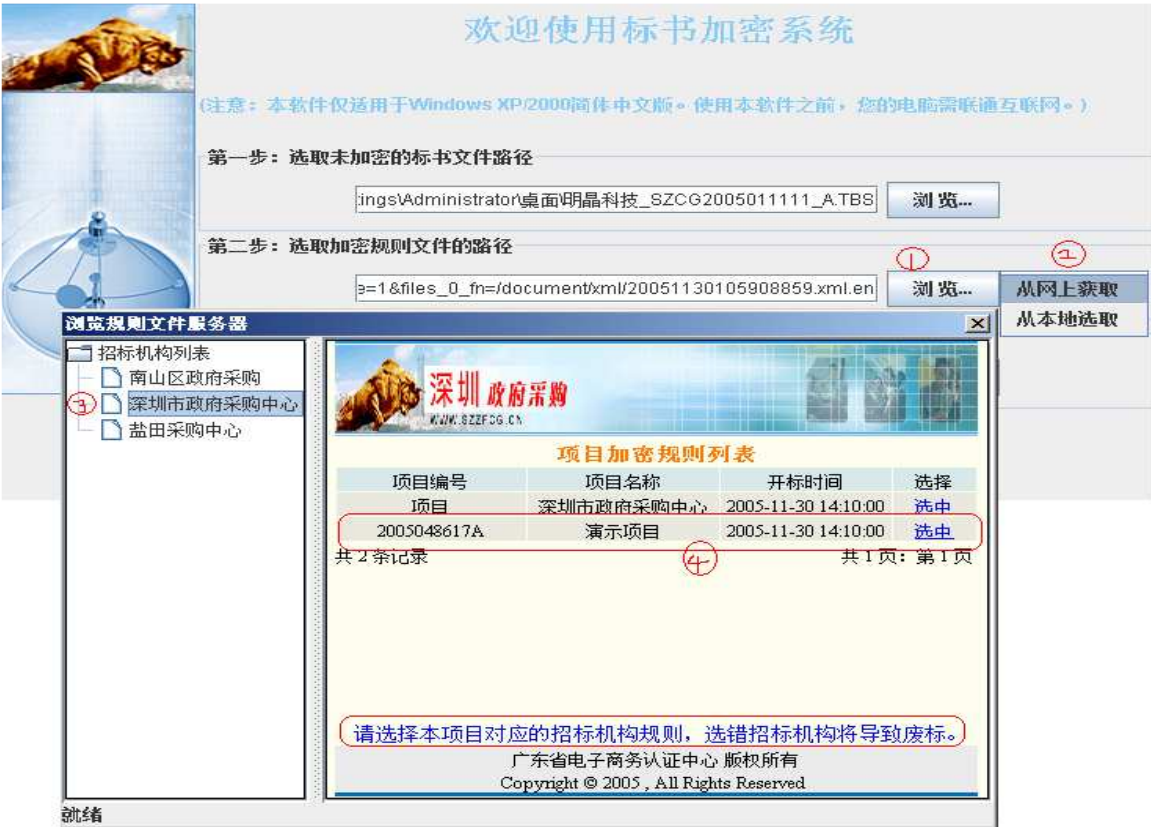 欢迎使用标书加密系统
(注意：本软件仅适用于Windows XP/2000简体中文版。使用本软件之前，您的电脑需联通互联网。)
第一步：选取未加密的标书文件路径
:ings\Administrator\桌面\明晶科技_SZCG2005011111_A.TBS 浏 览...
第二步：选取加密规则文件的路径
① ②
e=1&files_0_fn=/document/xml/20051130105908859.xml.en 浏 览... 从网上获取
从本地选取
浏览规则文件服务器
招标机构列表
南山区政府采购
③ 深圳市政府采购中心
盐田采购中心
深圳 政府采购
WWW.SZZFCG.CN
项目加密规则列表
项目编号 项目名称 开标时间 选择
项目 深圳市政府采购中心 2005-11-30 14:10:00 选中
2005048617A 演示项目 2005-11-30 14:10:00 选中
共 2 条记录 共 1 页：第 1 页
④
请选择本项目对应的招标机构规则，选错招标机构将导致废标。
广东省电子商务认证中心 版权所有
Copyright © 2005 , All Rights Reserved
就绪